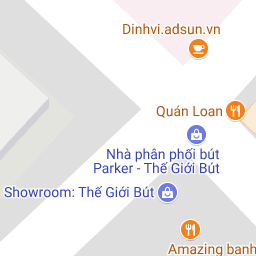 Dinhvi.adsun.vn
Quán Loan
Nhà phân phối bút
Parker - Thế Giới Bút
Showroom: Thế Giới Bút
Amazing banh